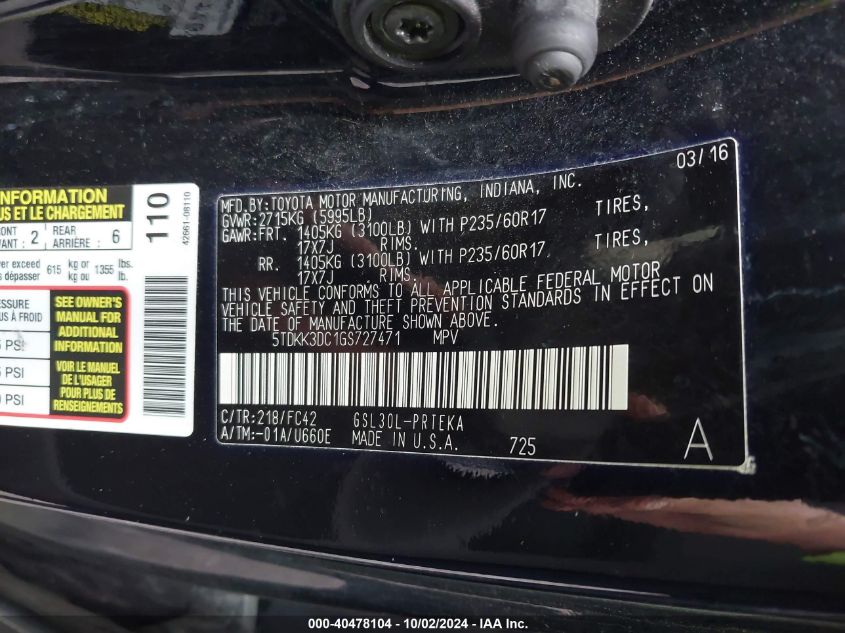 INFORMATION
US ET LE CHARGEMENT
2
REAR
ARRIÈRE : 6
ver exceed
dépasser 615 kg or ou kg 1355 lbs. lb.
110
42661-08110
SEE OWNER'S
MANUAL FOR
ADDITIONAL
INFORMATION
VOIR LE MANUEL
DE L'USAGER
POUR PLUS DE
RENSEIGNEMENTS
US À FROID
PSI
PSI
PSI
03/16
MFD.BY:TOYOTA MOTOR MANUFACTURING, INDIANA, INC.
GVWR:2715KG (5995LB)
GAWR:FRT. 1405KG (3100LB) WITH P235/60R17 TIRES,
17X7J RIMS.
RR. 1405KG (3100LB) WITH P235/60R17 TIRES,
17X7J RIMS.
THIS VEHICLE CONFORMS TO ALL APPLICABLE FEDERAL MOTOR
VEHICLE SAFETY AND THEFT PREVENTION STANDARDS IN EFFECT ON
THE DATE OF MANUFACTURE SHOWN ABOVE.
5TDKK3DC1GS727471 MPV
C/TR:218/FC42 GSL30L-PRTEKA
A/TM:-01A/U660E MADE IN U.S.A. 725 A
000-40478104 - 10/02/2024 - IAA Inc.